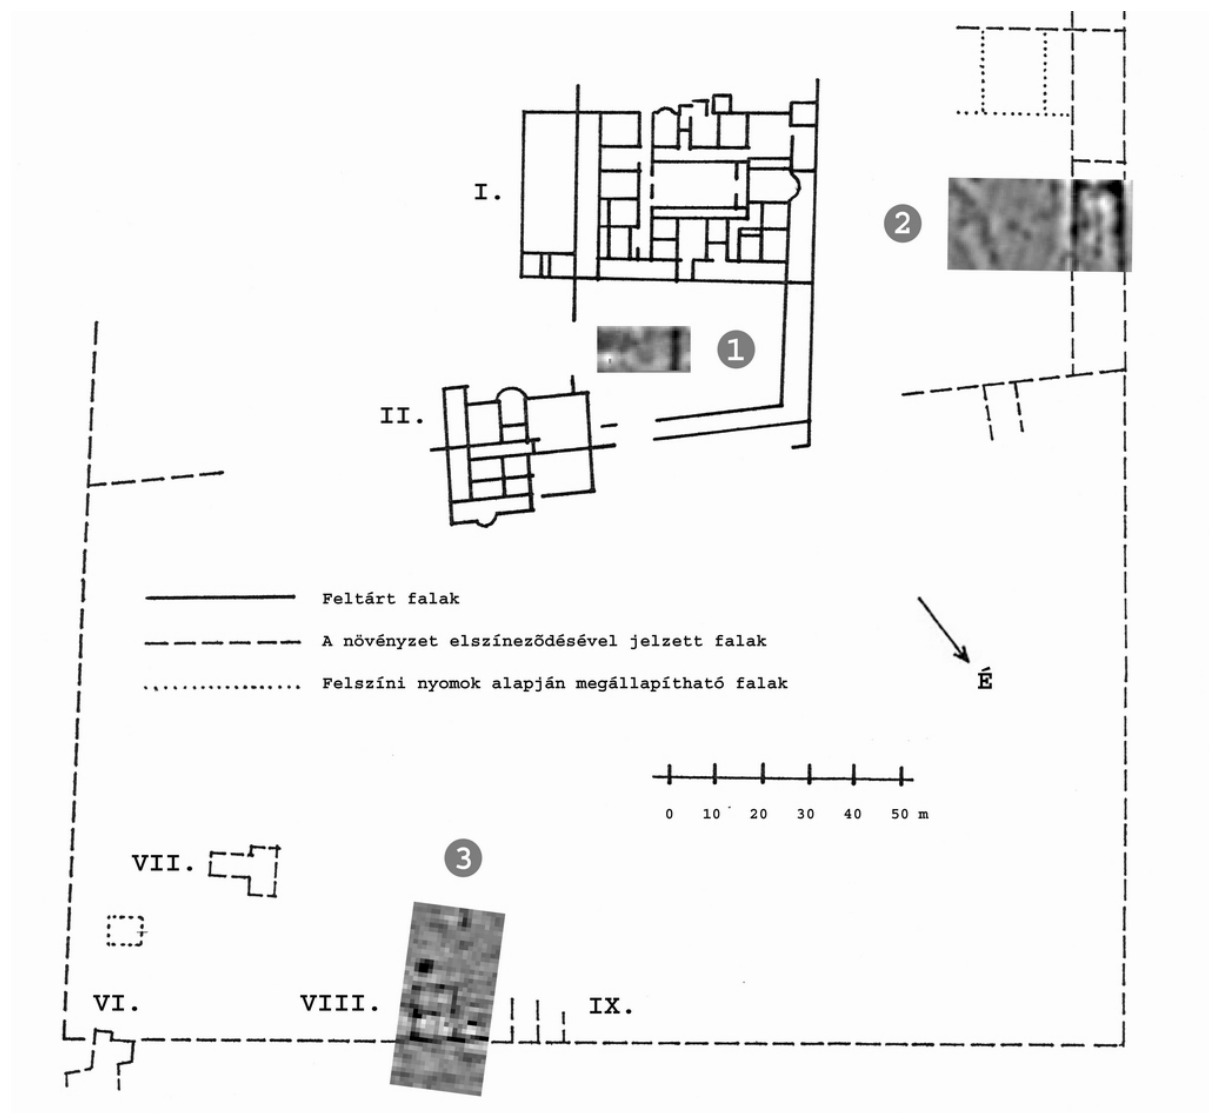 I.
2
1
II.
Feltárt falak
A növényzet elszíneződésével jelzett falak
Felszíni nyomok alapján megállapítható falak
É
0 10 20 30 40 50 m
3
VII.
VI. VIII. IX.